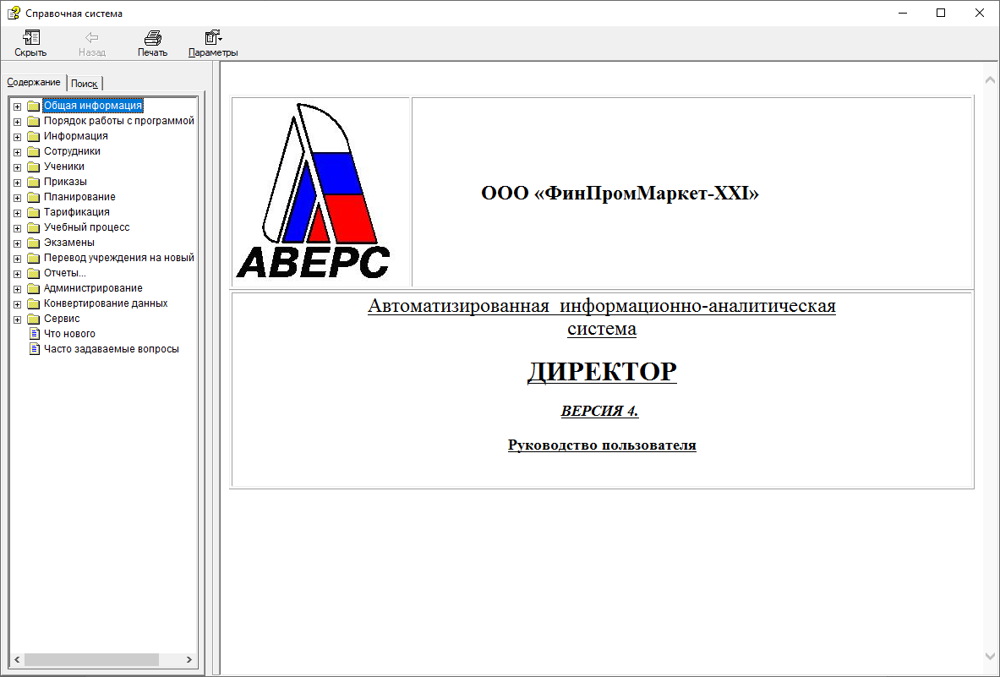 Справочная система
Скрыть
Назад
Печать
Параметры
Содержание
Поиск
Общая информация
Порядок работы с программой
Информация
Сотрудники
Ученики
Приказы
Планирование
Тарификация
Учебный процесс
Экзамены
Перевод учреждения на новый
Отчеты...
Администрирование
Конвертирование данных
Сервис
Что нового
Часто задаваемые вопросы
АВЕРС
ООО «ФинПромМаркет-XXI»
Автоматизированная информационно-аналитическая
система
ДИРЕКТОР
ВЕРСИЯ 4.
Руководство пользователя